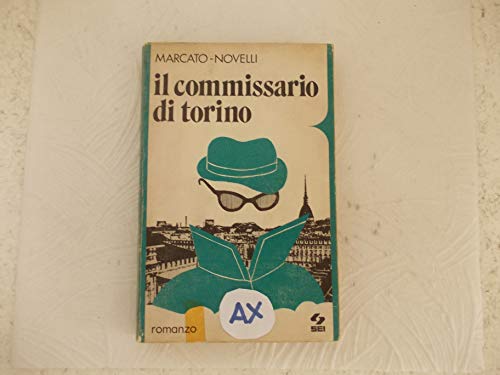 MARCATO-NOVELLI
il commissario
di torino
AX
romanzo
SEI